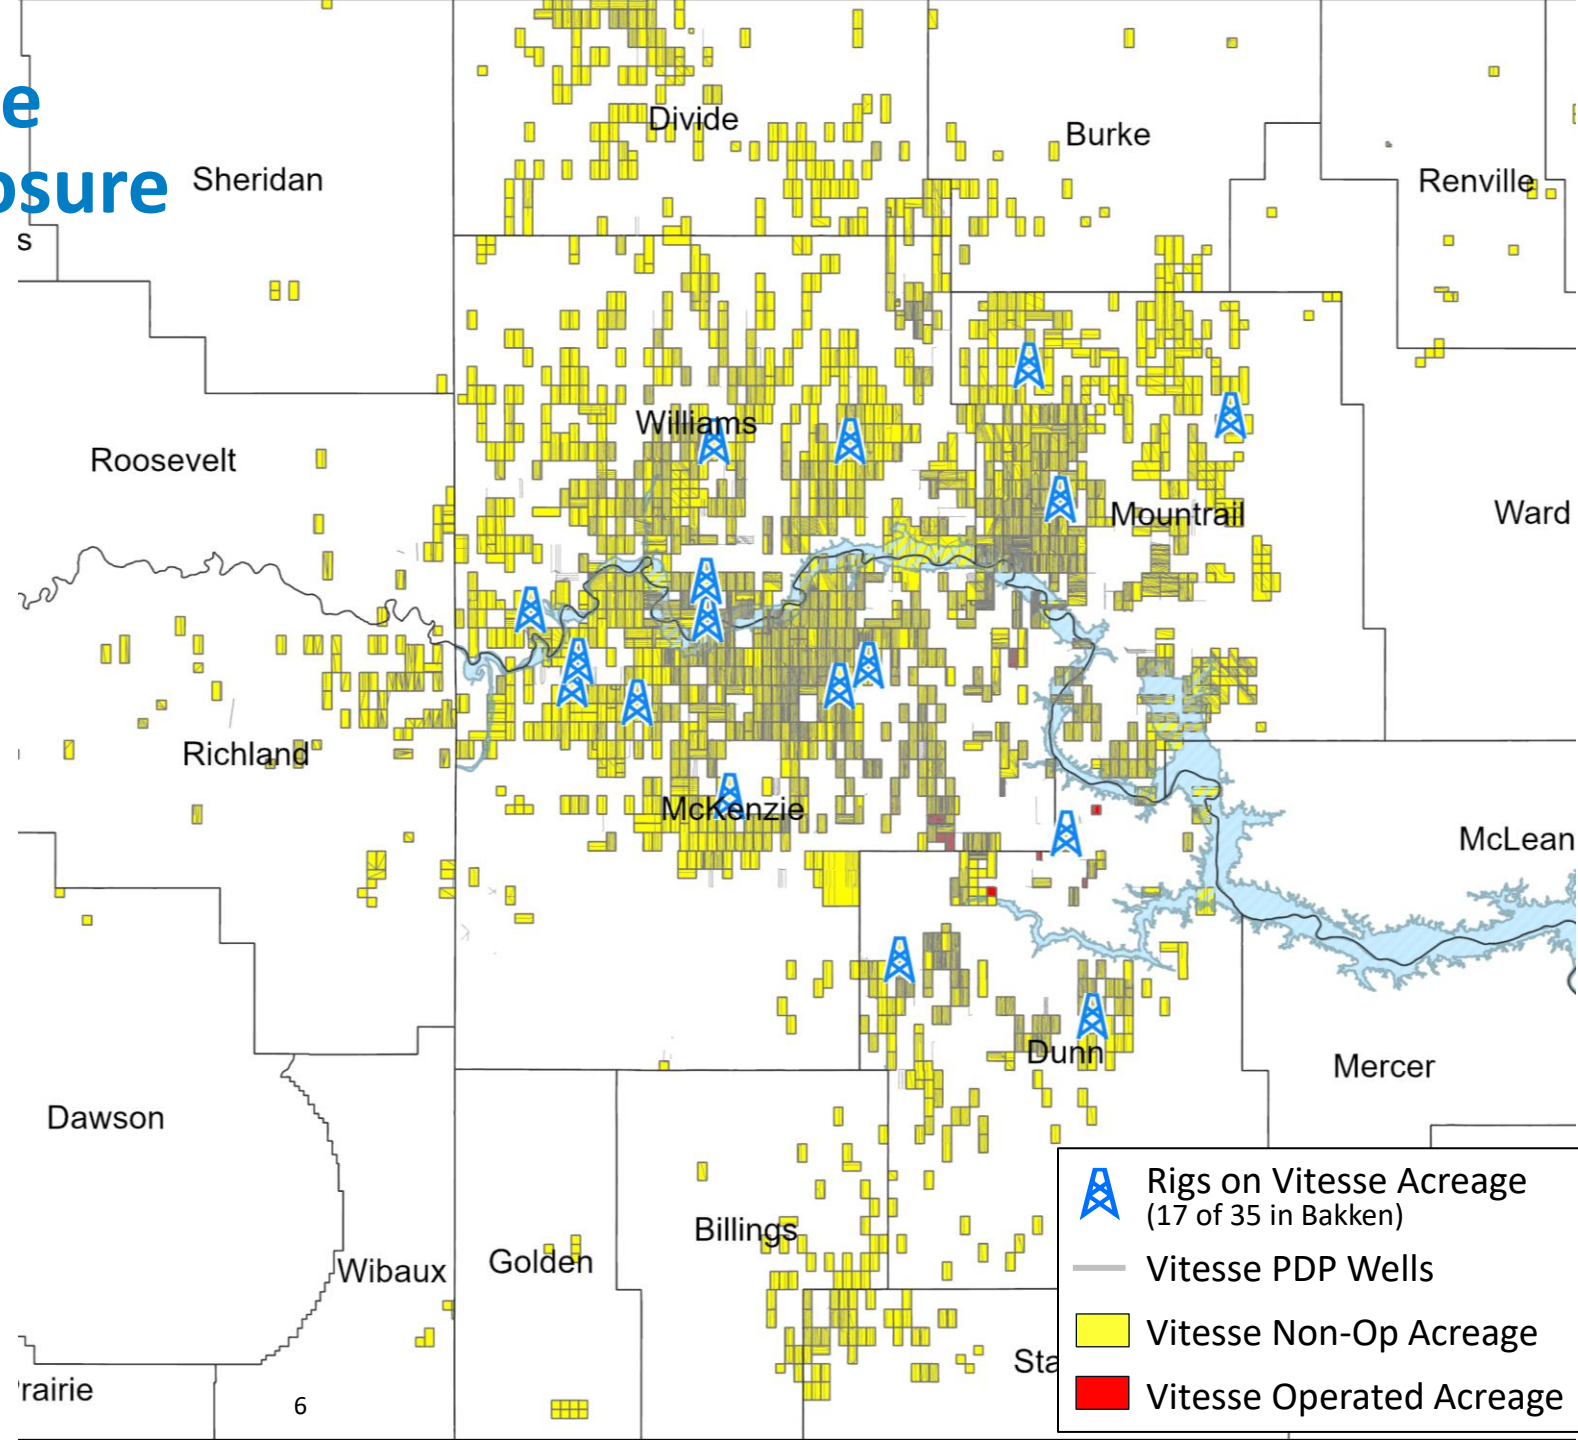 e
osure
Divide
Burke
Sheridan
Renville
s
Williams
Roosevelt
Mountrail
Ward
Richland
McKenzie
McLean
Dunn
Mercer
Dawson
Billings
Golden
Wibaux
Sta
rairie
6
Rigs on Vitesse Acreage
(17 of 35 in Bakken)
Vitesse PDP Wells
Vitesse Non-Op Acreage
Vitesse Operated Acreage